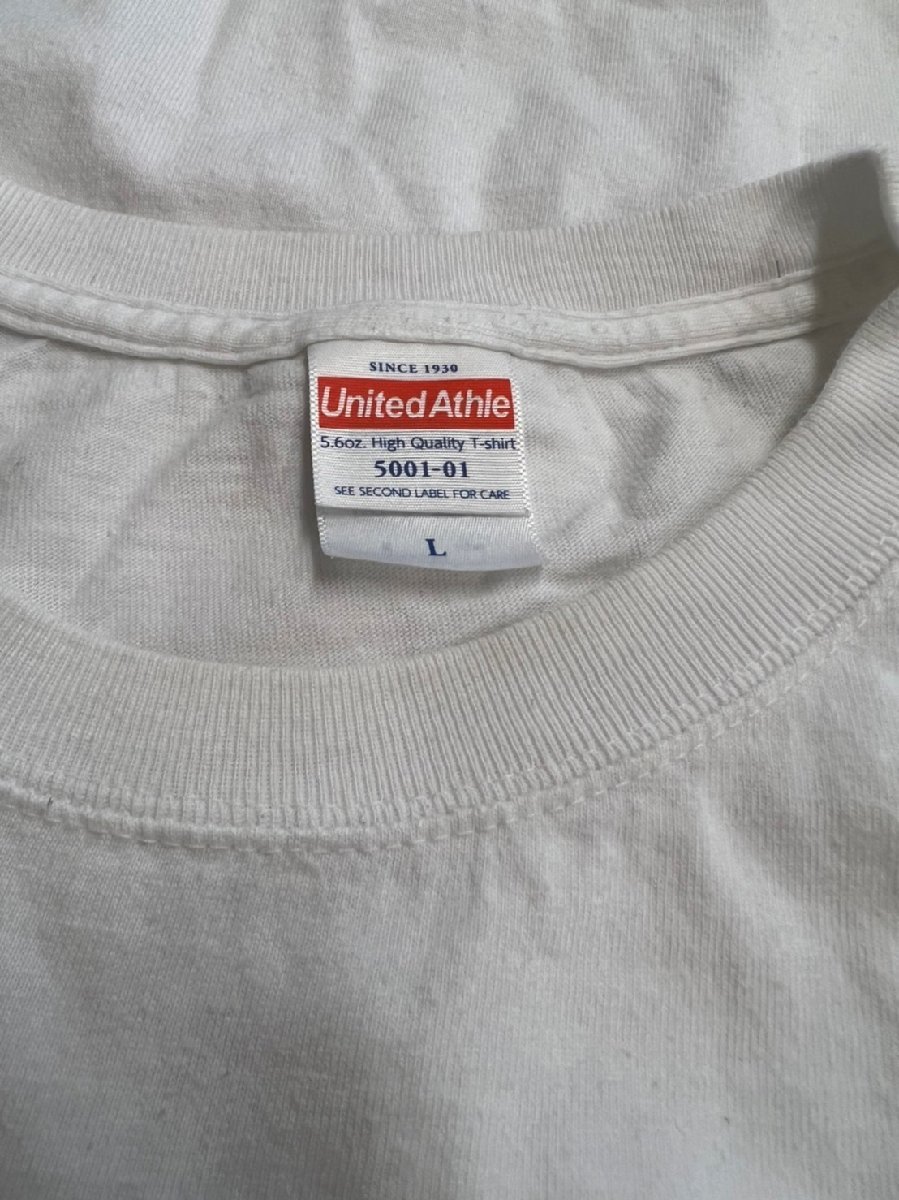 SINCE 1930
United Athle
5.6oz. High Quality T-shirt
5001-01
SEE SECOND LABEL FOR CARE
L